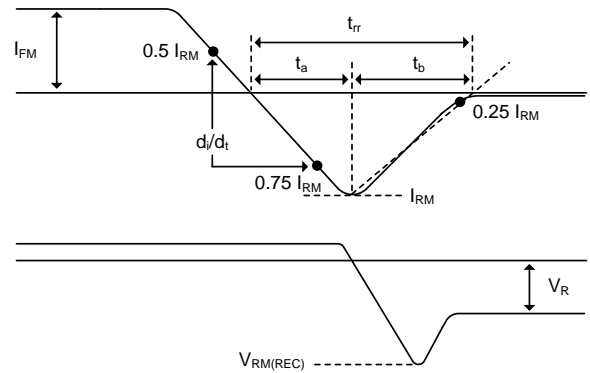 t_rr
I_FM
0.5 I_RM
t_a
t_b
0.25 I_RM
d_i/d_t
0.75 I_RM
I_RM
V_R
V_RM(REC)